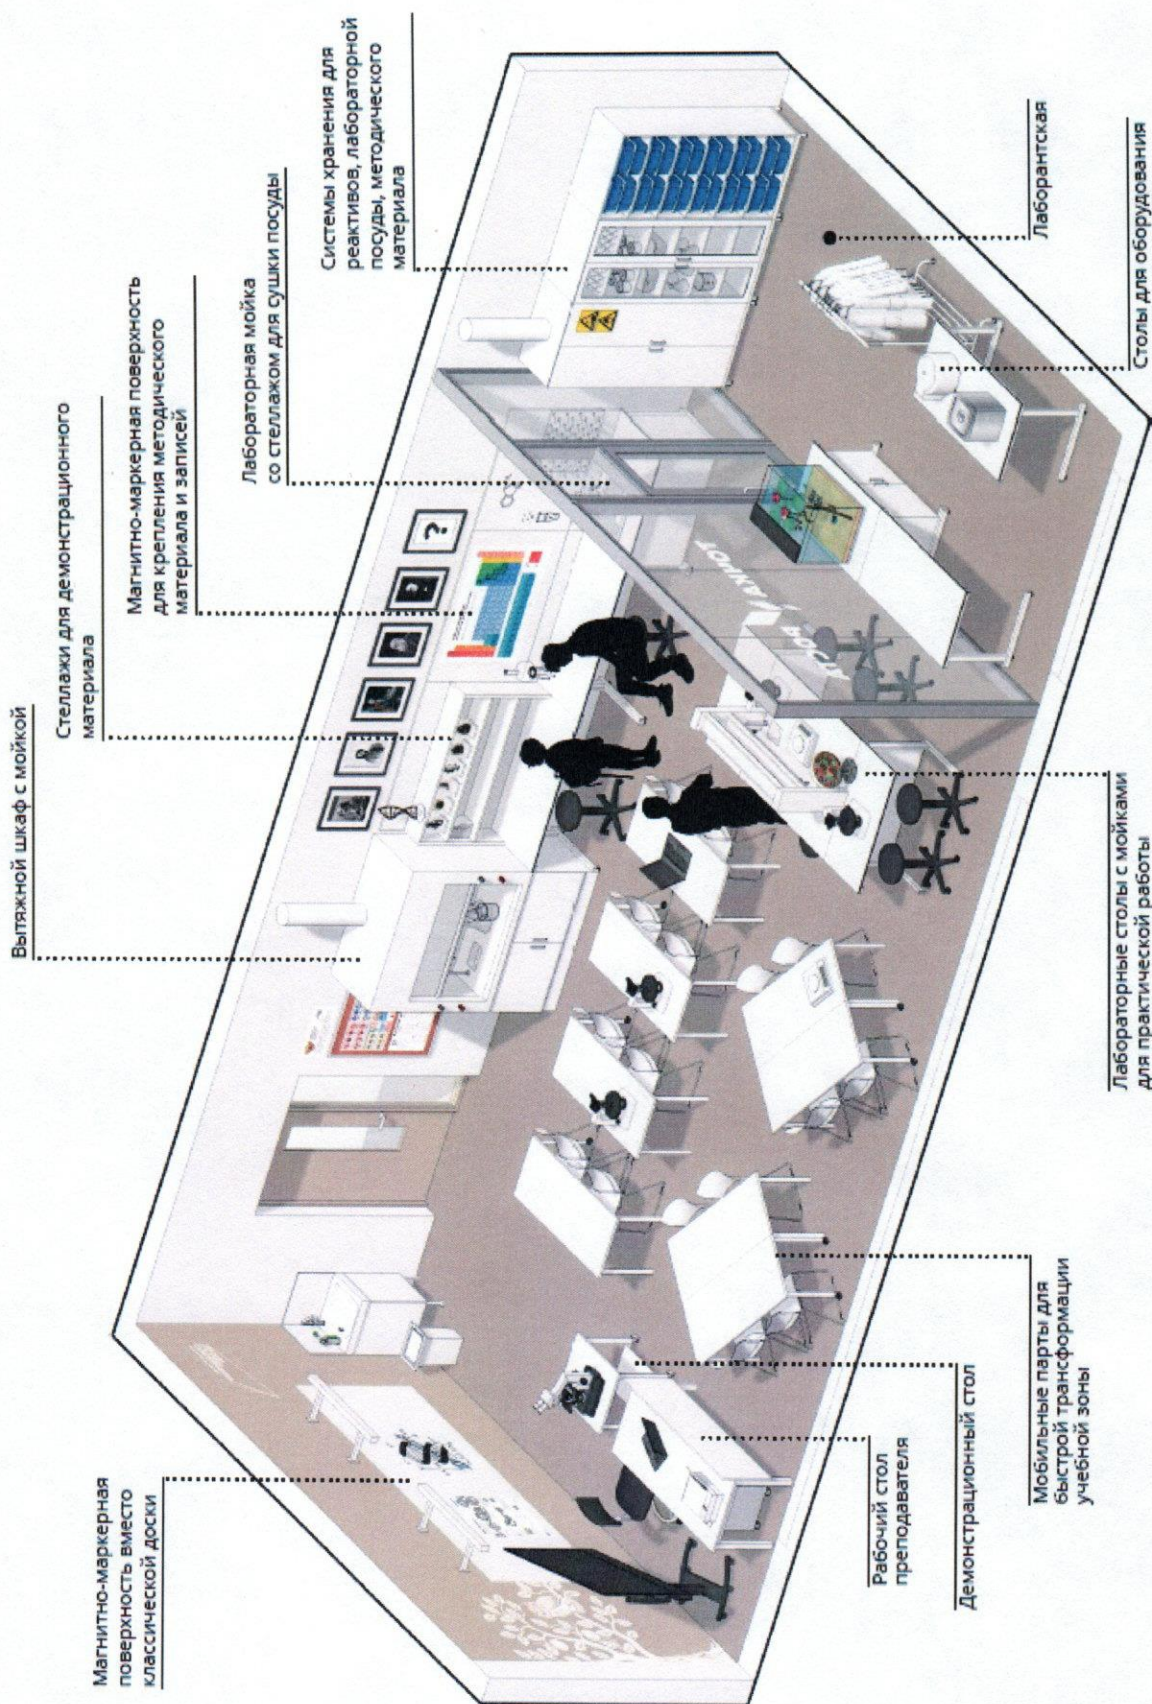 Магнитно-маркерная
поверхность вместо
классической доски
Вытяжной шкаф с мойкой
Стеллажи для демонстрационного
материала
Магнитно-маркерная поверхность
для крепления методического
материала и записей
Лабораторная мойка
со стеллажом для сушки посуды
Системы хранения для
реактивов, лабораторной
посуды, методического
материала
?
Рабочий стол
преподавателя
Демонстрационный стол
Мобильные парты для
быстрой трансформации
учебной зоны
Лабораторные столы с мойками
для практической работы
Столы для оборудования
Лаборантская